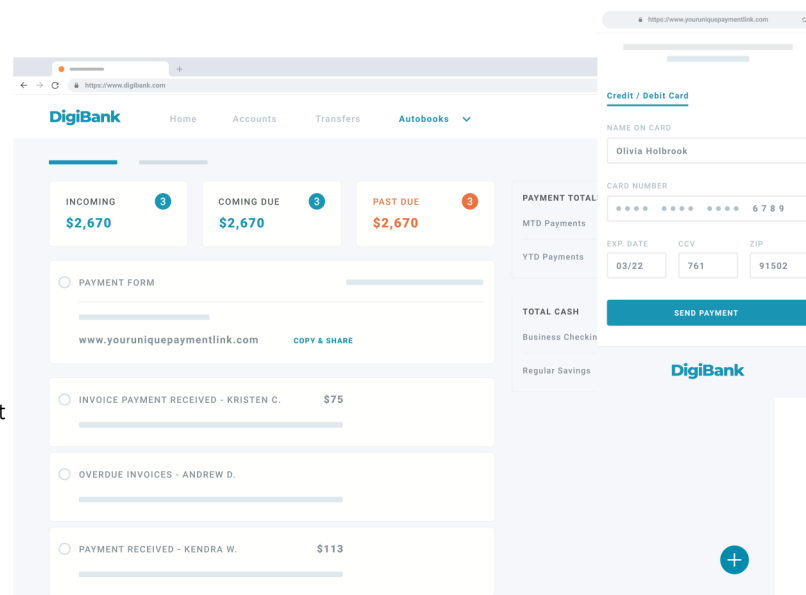 https://www.youruniquepaymentlink.com
https://www.digibank.com
DigiBank
Home
Accounts
Transfers
Autobooks
INCOMING
3
$2,670
COMING DUE
3
$2,670
PAST DUE
3
$2,670
PAYMENT FORM
www.youruniquepaymentlink.com
COPY & SHARE
INVOICE PAYMENT RECEIVED - KRISTEN C.
$75
OVERDUE INVOICES - ANDREW D.
PAYMENT RECEIVED - KENDRA W.
$113
PAYMENT TOTAL
MTD Payments
YTD Payments
TOTAL CASH
Business Checkin
Regular Savings
Credit / Debit Card
NAME ON CARD
Olivia Holbrook
CARD NUMBER
•••• •••• •••• 6789
EXP. DATE
CCV
ZIP
03/22
761
91502
SEND PAYMENT
DigiBank
t